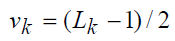 v_k = (L_k − 1) / 2